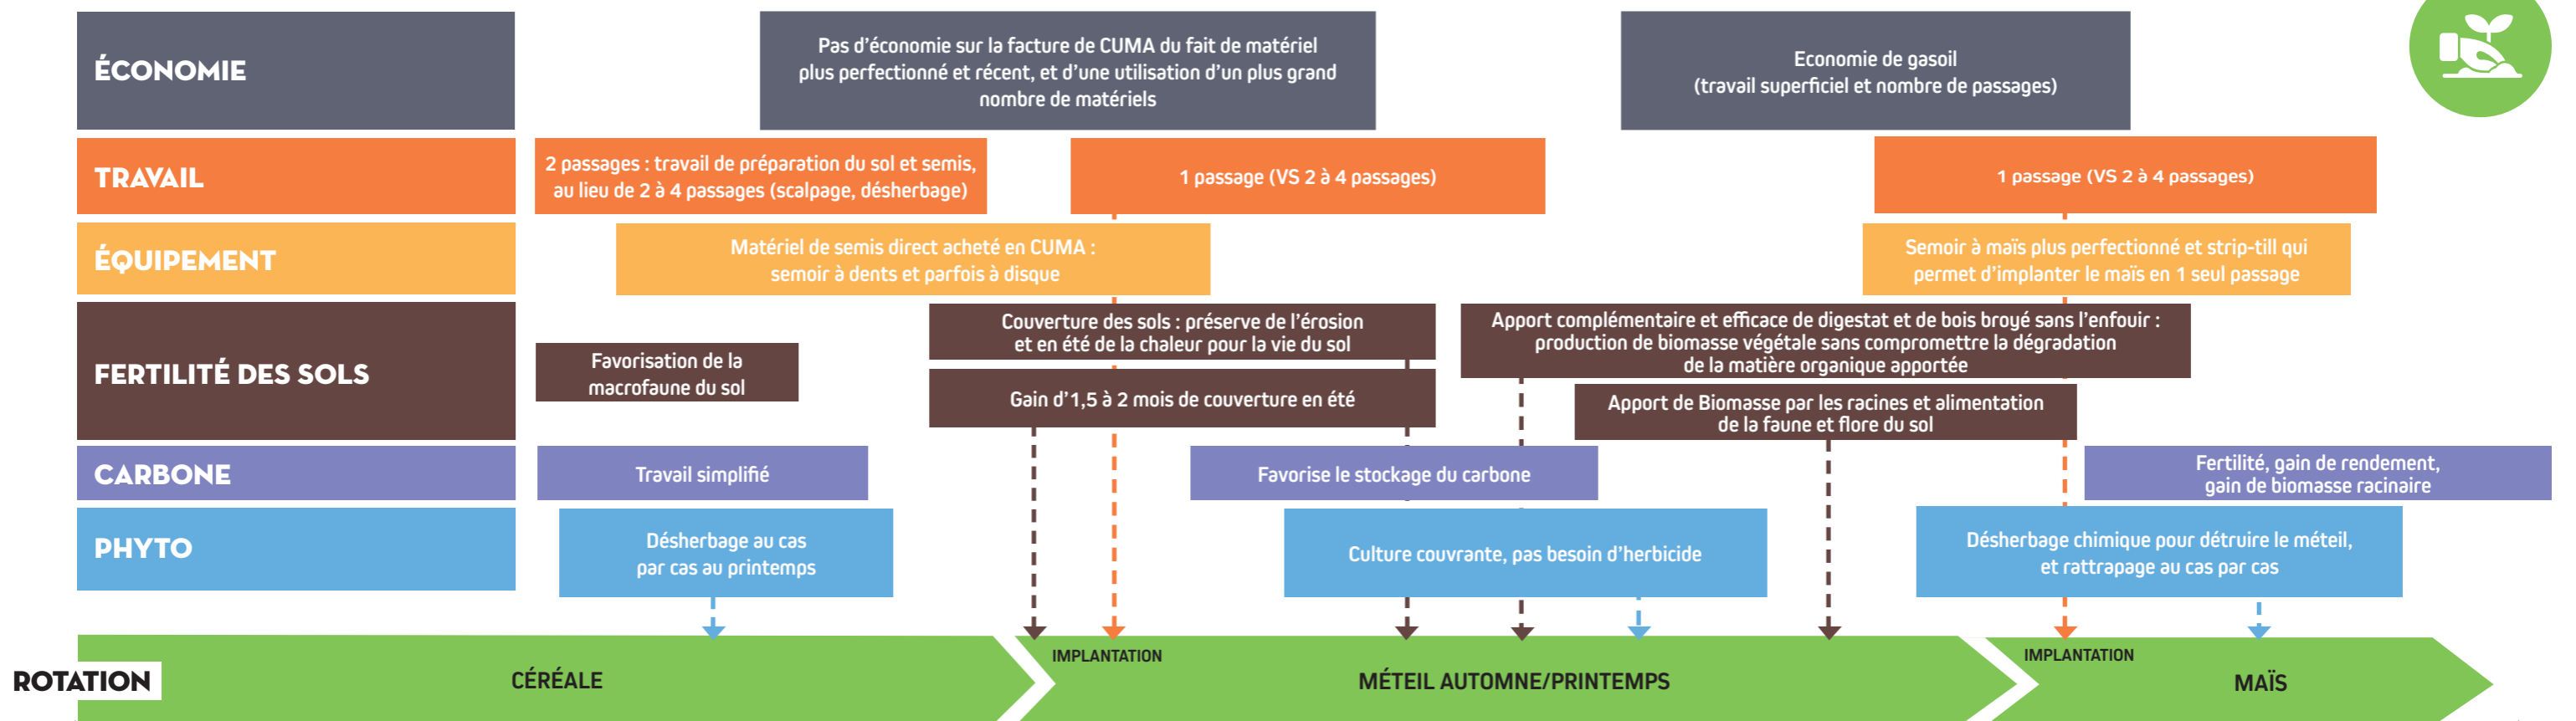 ÉCONOMIE
Pas d'économie sur la facture de CUMA du fait de matériel
plus perfectionné et récent, et d'une utilisation d'un plus grand
nombre de matériels
Economie de gasoil
(travail superficiel et nombre de passages)
TRAVAIL
2 passages : travail de préparation du sol et semis,
au lieu de 2 à 4 passages (scalpage, désherbage)
1 passage (VS 2 à 4 passages)
1 passage (VS 2 à 4 passages)
ÉQUIPEMENT
Matériel de semis direct acheté en CUMA :
semoir à dents et parfois à disque
Semoir à maïs plus perfectionné et strip-till qui
permet d'implanter le maïs en 1 seul passage
FERTILITÉ DES SOLS
Favorisation de la
macrofaune du sol
Couverture des sols : préserve de l'érosion
et en été de la chaleur pour la vie du sol
Gain d'1,5 à 2 mois de couverture en été
Apport complémentaire et efficace de digestat et de bois broyé sans l'enfouir :
production de biomasse végétale sans compromettre la dégradation
de la matière organique apportée
Apport de Biomasse par les racines et alimentation
de la faune et flore du sol
CARBONE
Travail simplifié
Favorise le stockage du carbone
Fertilité, gain de rendement,
gain de biomasse racinaire
PHYTO
Désherbage au cas
par cas au printemps
Culture couvrante, pas besoin d'herbicide
Désherbage chimique pour détruire le méteil,
et rattrapage au cas par cas
ROTATION
CÉRÉALE
IMPLANTATION
MÉTEIL AUTOMNE/PRINTEMPS
IMPLANTATION
MAÏS